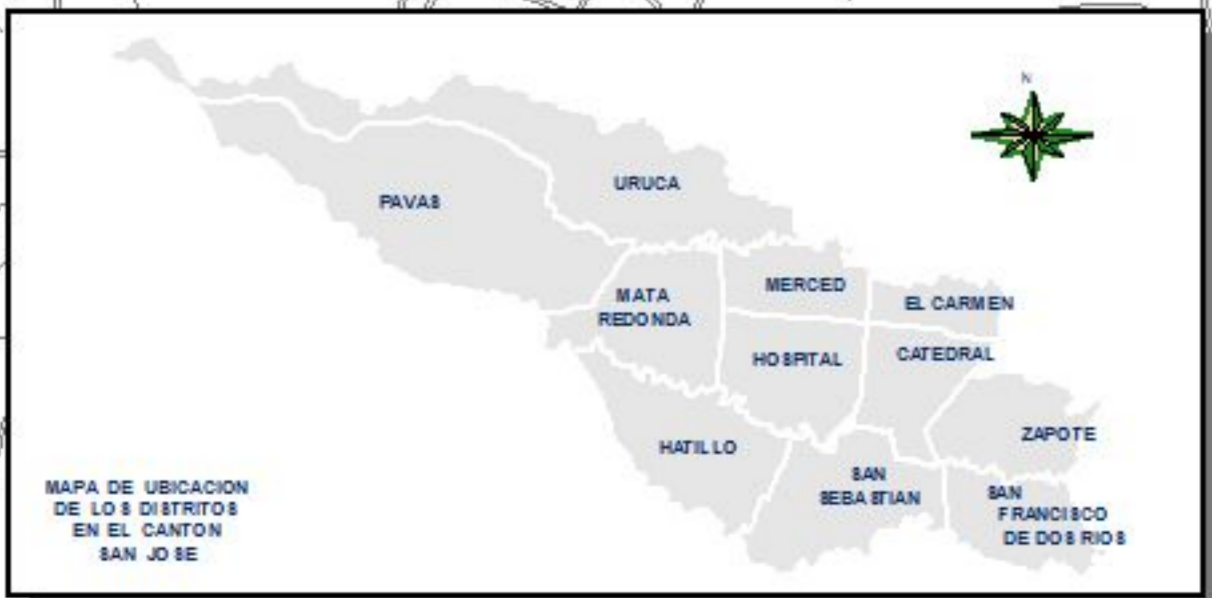 N
URUCA
PAVAS
MERCED
MATA
REDONDA
EL CARMEN
HOSPITAL
CATEDRAL
ZAPOTE
HATILLO
SAN
SEBASTIAN
SAN
FRANCISCO
DE DOS RIOS
MAPA DE UBICACION
DE LOS DISTRITOS
EN EL CANTON
SAN JOSE